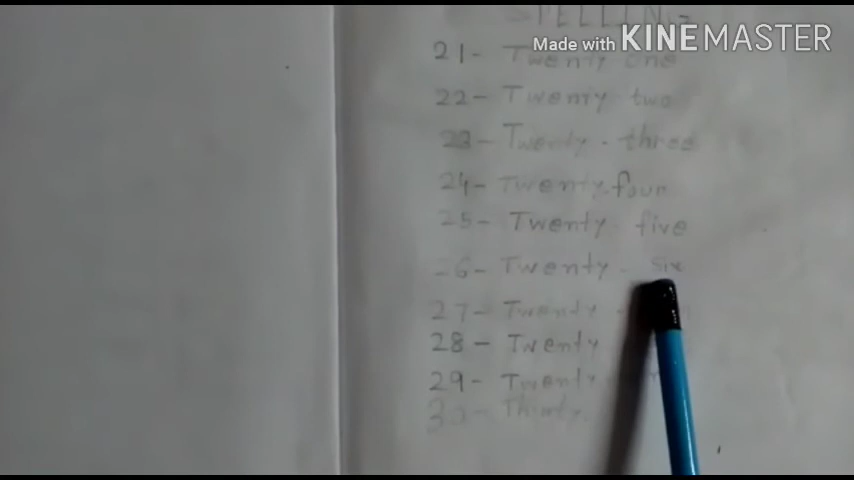 SPELLING
Made with KINEMASTER
21- Twenty one
22- Twenty two
23- Twenty - three
24- Twenty four
25- Twenty five
26- Twenty - six
27- Twenty -
28- Twenty
29- Twenty
30- Thirty